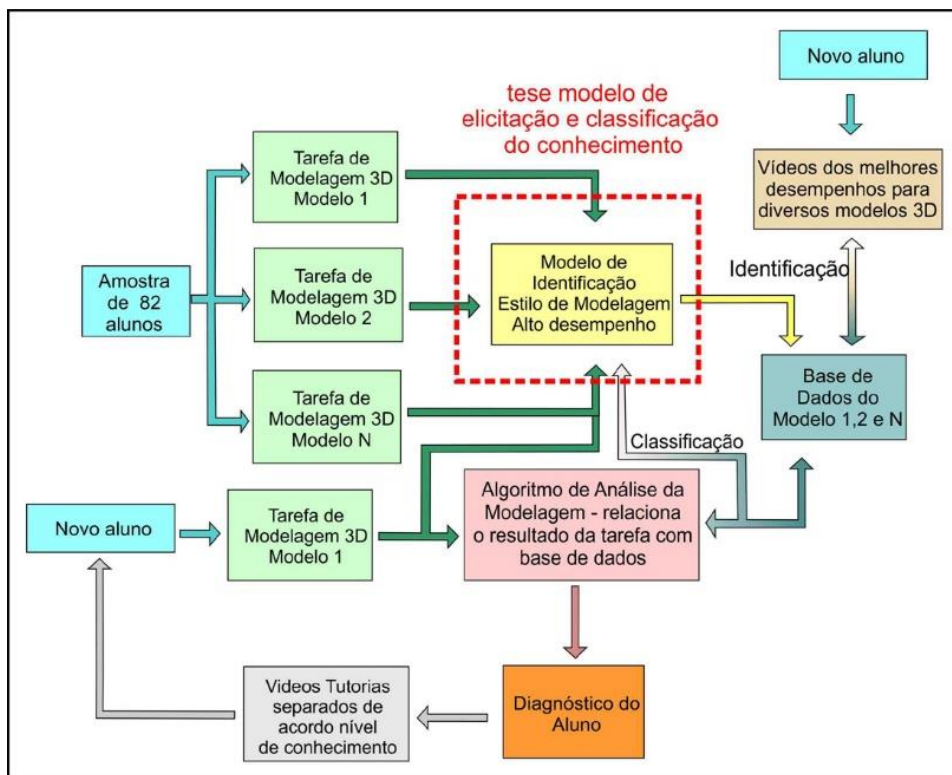 Novo aluno
tese modelo de
elicitação e classificação
do conhecimento
Tarefa de
Modelagem 3D
Modelo 1
Vídeos dos melhores
desempenhos para
diversos modelos 3D
Amostra
de 82
alunos
Tarefa de
Modelagem 3D
Modelo 2
Modelo de
Identificação
Estilo de Modelagem
Alto desempenho
Identificação
Tarefa de
Modelagem 3D
Modelo N
Base de
Dados do
Modelo 1,2 e N
Classificação
Novo aluno
Tarefa de
Modelagem 3D
Modelo 1
Algoritmo de Análise da
Modelagem - relaciona
o resultado da tarefa com
base de dados
Videos Tutorias
separados de
acordo nível
de conhecimento
Diagnóstico do
Aluno